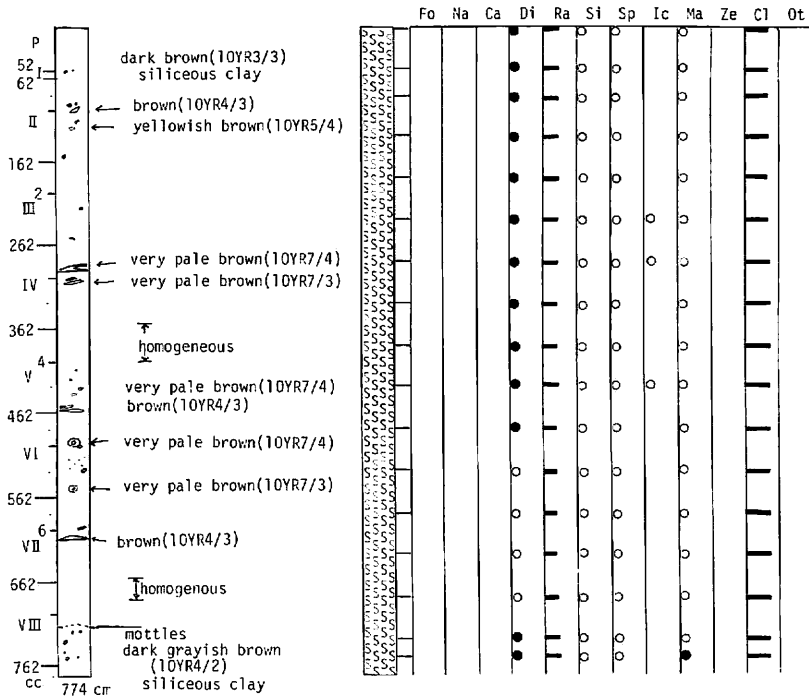 Fo Na Ca Di Ra Si Sp Ic Ma Ze Cl Ot
P
52
I
62
dark brown(10YR3/3)
siliceous clay
brown(10YR4/3)
II
yellowish brown(10YR5/4)
162
2
III
262
very pale brown(10YR7/4)
IV
very pale brown(10YR7/3)
362
homogeneous
4
V
very pale brown(10YR7/4)
brown(10YR4/3)
462
very pale brown(10YR7/4)
VI
very pale brown(10YR7/3)
562
6
VII
brown(10YR4/3)
662
homogenous
VIII
mottles
dark grayish brown
(10YR4/2)
762
siliceous clay
cc
774 cm